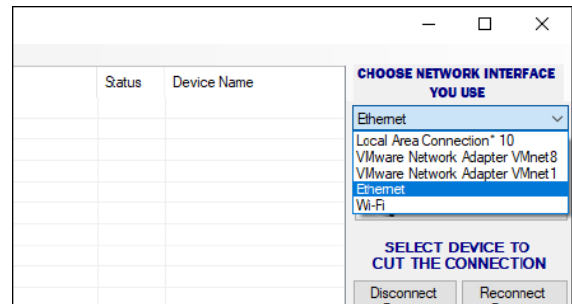 Status Device Name
CHOOSE NETWORK INTERFACE
YOU USE
Ethernet
Local Area Connection* 10
VMware Network Adapter VMnet8
VMware Network Adapter VMnet1
Ethernet
Wi-Fi
SELECT DEVICE TO
CUT THE CONNECTION
Disconnect Reconnect